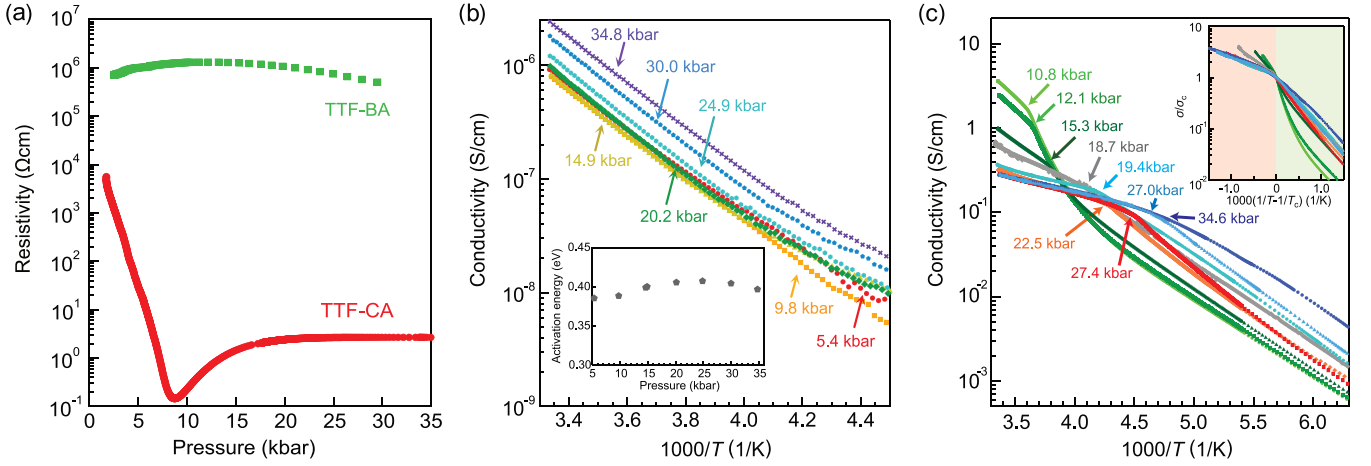 (a)
10^7
10^6
10^5
10^4
10^3
10^2
10^1
10^0
10^-1
Resistivity (Ωcm)
TTF-BA
TTF-CA
0 5 10 15 20 25 30 35
Pressure (kbar)
(b)
10^-6
10^-7
10^-8
10^-9
Conductivity (S/cm)
34.8 kbar
30.0 kbar
24.9 kbar
14.9 kbar
20.2 kbar
9.8 kbar
5.4 kbar
0.45
0.40
0.35
0.30
Activation energy (eV)
5 10 15 20 25 30 35
Pressure (kbar)
3.4 3.6 3.8 4.0 4.2 4.4
1000/T (1/K)
(c)
10
1
10^-1
10^-2
10^-3
Conductivity (S/cm)
10.8 kbar
12.1 kbar
15.3 kbar
18.7 kbar
19.4kbar
27.0kbar
34.6 kbar
22.5 kbar
27.4 kbar
10
1
10^-1
10^-2
σ/σc
-1.0 0 1.0
1000(1/T-1/Tc) (1/K)
3.5 4.0 4.5 5.0 5.5 6.0
1000/T (1/K)